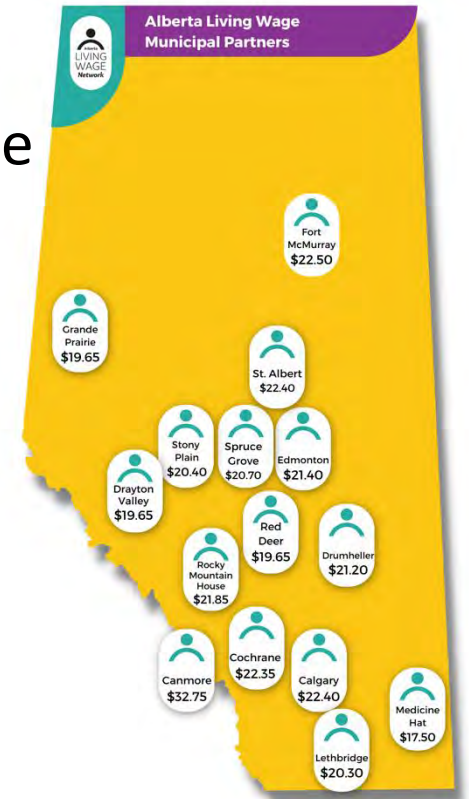 Alberta Living Wage
Municipal Partners
Alberta
LIVING
WAGE
Network
e
Fort
McMurray
$22.50
Grande
Prairie
$19.65
St. Albert
$22.40
Stony
Plain
$20.40
Spruce
Grove
$20.70
Edmonton
$21.40
Drayton
Valley
$19.65
Red
Deer
$19.65
Drumheller
$21.20
Rocky
Mountain
House
$21.85
Cochrane
$22.35
Canmore
$32.75
Calgary
$22.40
Medicine
Hat
$17.50
Lethbridge
$20.30